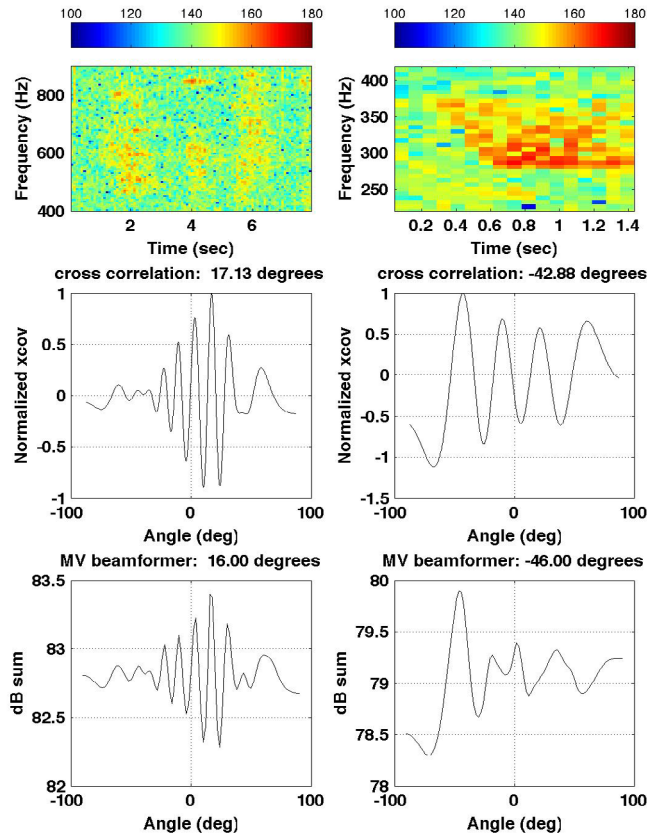 100 120 140 160 180
100 120 140 160 180
Frequency (Hz)
800
600
400
2 4 6
Time (sec)
Frequency (Hz)
400
350
300
250
0.2 0.4 0.6 0.8 1 1.2 1.4
Time (sec)
cross correlation: 17.13 degrees
Normalized xcov
1
0.5
0
-0.5
-1
-100 0 100
Angle (deg)
cross correlation: -42.88 degrees
Normalized xcov
1
0.5
0
-0.5
-1
-1.5
-100 0 100
Angle (deg)
MV beamformer: 16.00 degrees
dB sum
83.5
83
82.5
82
-100 0 100
Angle (deg)
MV beamformer: -46.00 degrees
dB sum
80
79.5
79
78.5
78
-100 0 100
Angle (deg)